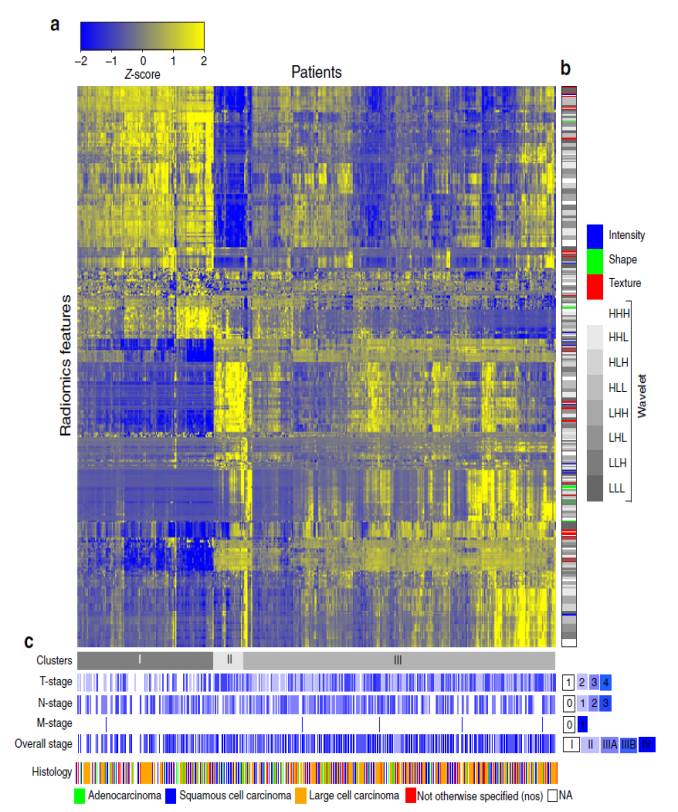 a
−2 −1 0 1 2
Z-score
Patients
b
Radiomics features
Intensity
Shape
Texture
HHH
HHL
HLH
HLL
LHH
LHL
LLH
LLL
Wavelet
c
Clusters I II III
T-stage 1 2 3 4
N-stage 0 1 2 3
M-stage 0 1
Overall stage I II IIIA IIIB
Histology
Adenocarcinoma Squamous cell carcinoma Large cell carcinoma Not otherwise specified (nos) NA